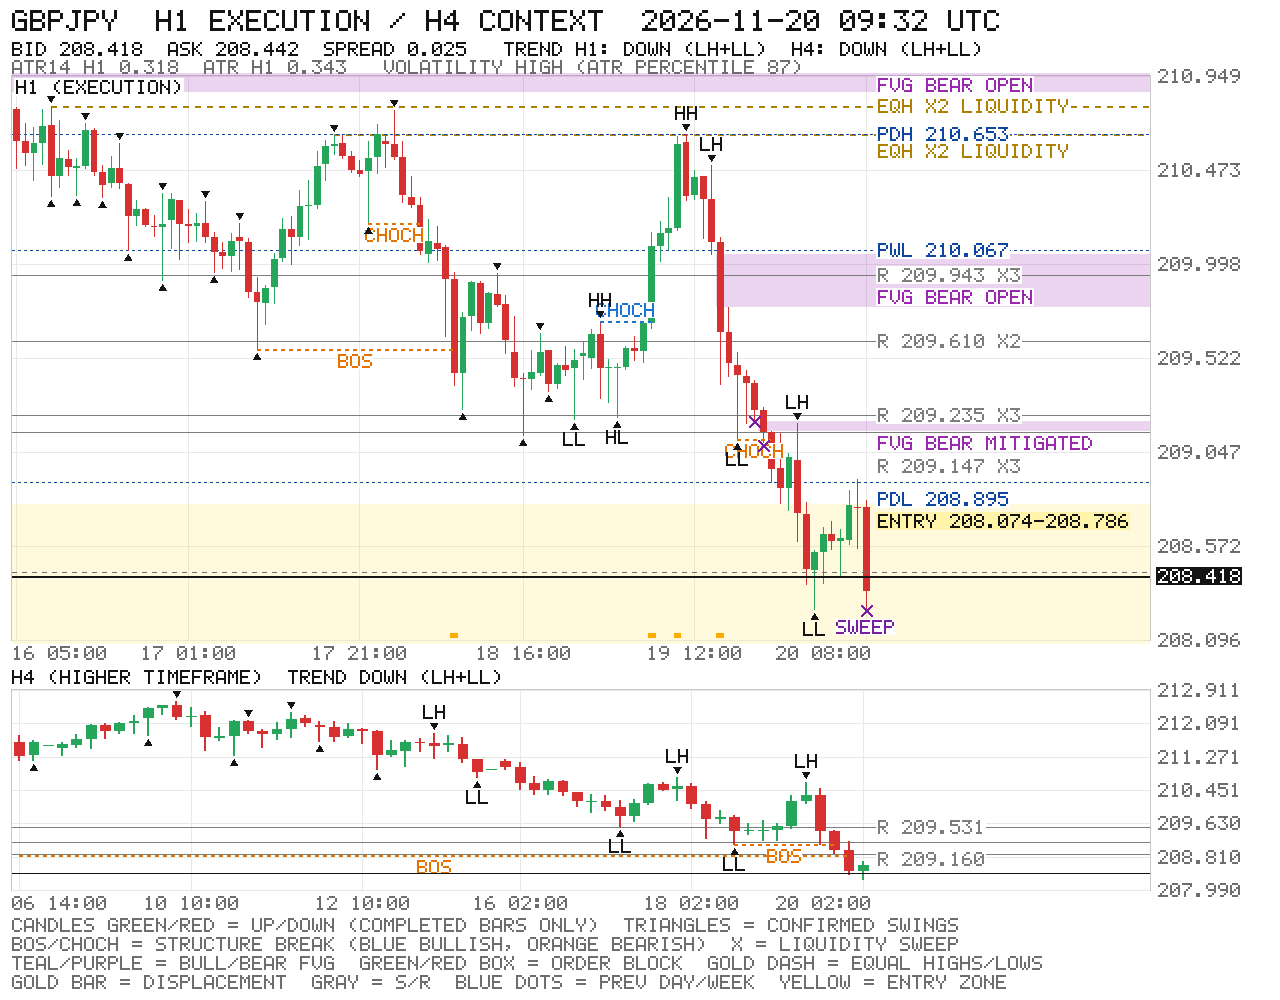 GBPJPY  H1 EXECUTION / H4 CONTEXT  2026-11-20 09:32 UTC
BID 208.418  ASK 208.442  SPREAD 0.025   TREND H1: DOWN (LH+LL)  H4: DOWN (LH+LL)
ATR14 H1 0.318  ATR H1 0.343   VOLATILITY HIGH (ATR PERCENTILE 87)
H1 (EXECUTION)
210.949
FVG BEAR OPEN
EQH X2 LIQUIDITY
HH
PDH 210.653
LH
EQH X2 LIQUIDITY
210.473
CHOCH
PWL 210.067
209.998
R 209.943 X3
FVG BEAR OPEN
HH
CHOCH
R 209.610 X2
BOS
209.522
LH
R 209.235 X3
LL
HL
FVG BEAR MITIGATED
CHOCH
LL
209.047
R 209.147 X3
PDL 208.895
ENTRY 208.074-208.786
208.572
208.418
LL
SWEEP
208.096
16 05:00
17 01:00
17 21:00
18 16:00
19 12:00
20 08:00
H4 (HIGHER TIMEFRAME)  TREND DOWN (LH+LL)
212.911
LH
212.091
LH
LH
211.271
LL
210.451
R 209.531
209.630
LL
BOS
R 209.160
208.810
LL
BOS
207.990
06 14:00
10 10:00
12 10:00
16 02:00
18 02:00
20 02:00
CANDLES GREEN/RED = UP/DOWN (COMPLETED BARS ONLY)  TRIANGLES = CONFIRMED SWINGS
BOS/CHOCH = STRUCTURE BREAK (BLUE BULLISH, ORANGE BEARISH)  X = LIQUIDITY SWEEP
TEAL/PURPLE = BULL/BEAR FVG  GREEN/RED BOX = ORDER BLOCK  GOLD DASH = EQUAL HIGHS/LOWS
GOLD BAR = DISPLACEMENT  GRAY = S/R  BLUE DOTS = PREV DAY/WEEK  YELLOW = ENTRY ZONE